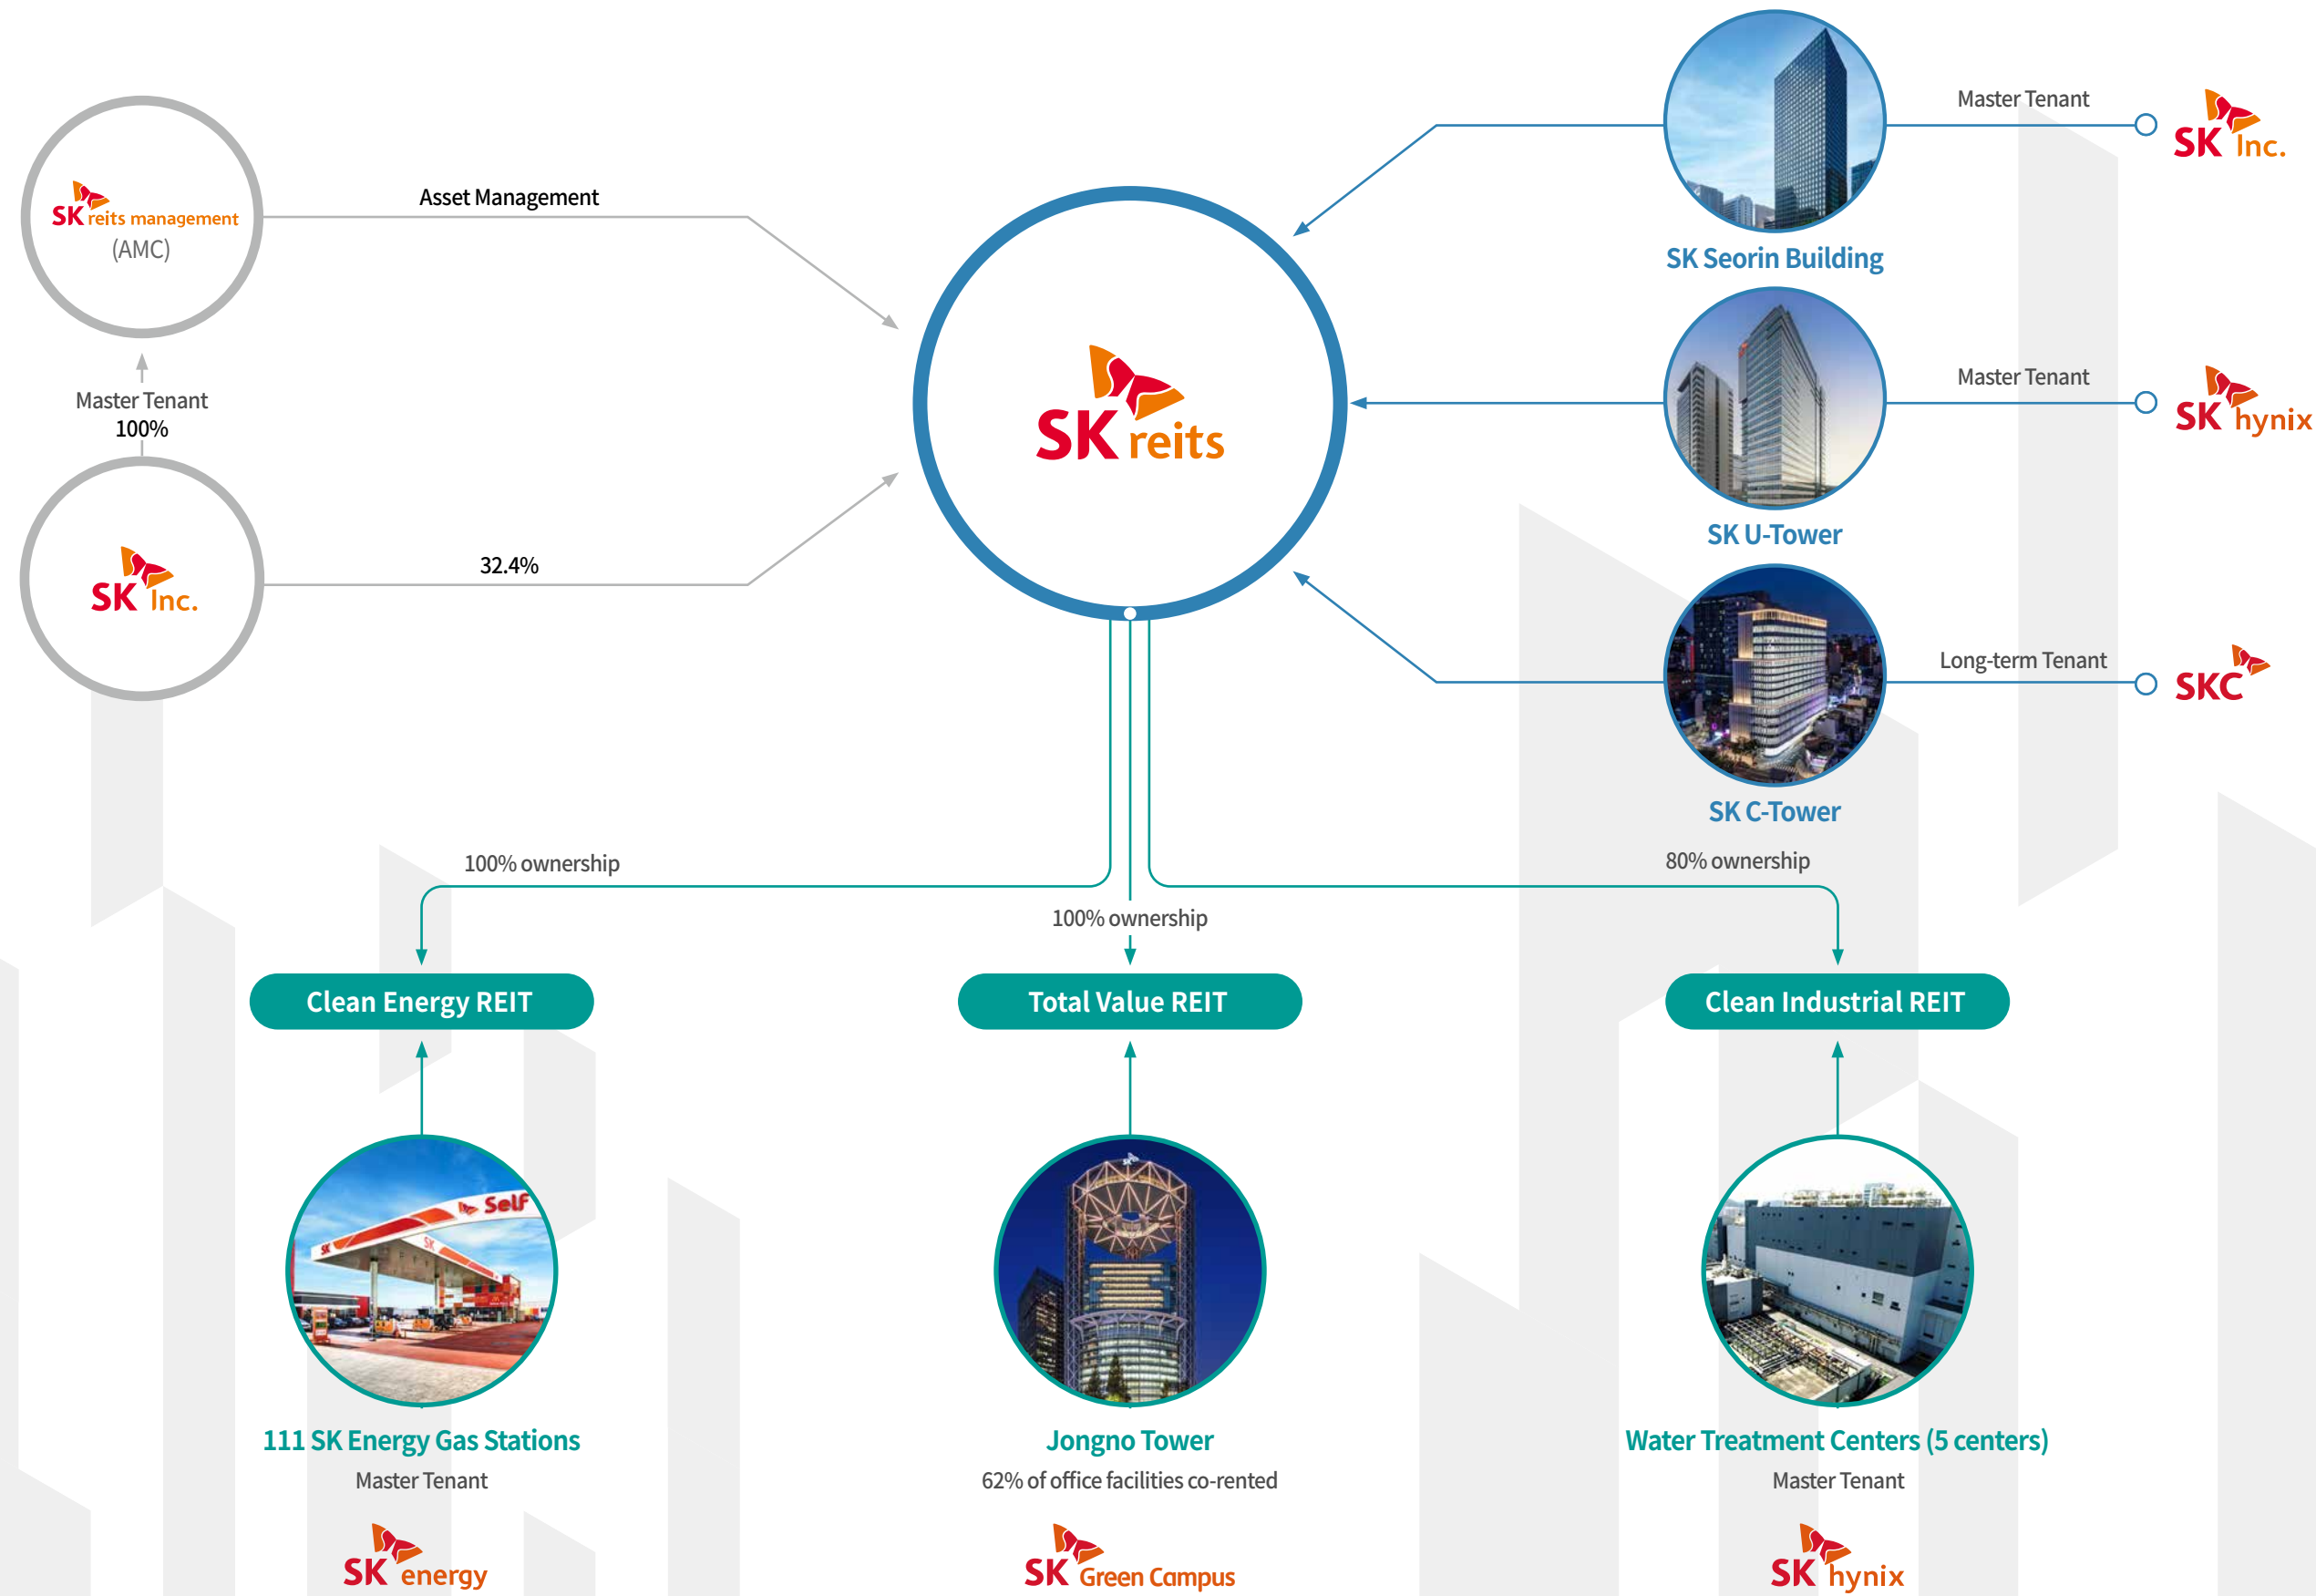 SK reits management
(AMC)
Asset Management
Master Tenant
100%
SK Inc.
32.4%
SK reits
Master Tenant
SK Inc.
SK Seorin Building
Master Tenant
SK hynix
SK U-Tower
Long-term Tenant
SKC
SK C-Tower
100% ownership
100% ownership
80% ownership
Clean Energy REIT
Total Value REIT
Clean Industrial REIT
Self
SK
SK
SK
111 SK Energy Gas Stations
Master Tenant
SK energy
Jongno Tower
62% of office facilities co-rented
SK Green Campus
Water Treatment Centers (5 centers)
Master Tenant
SK hynix